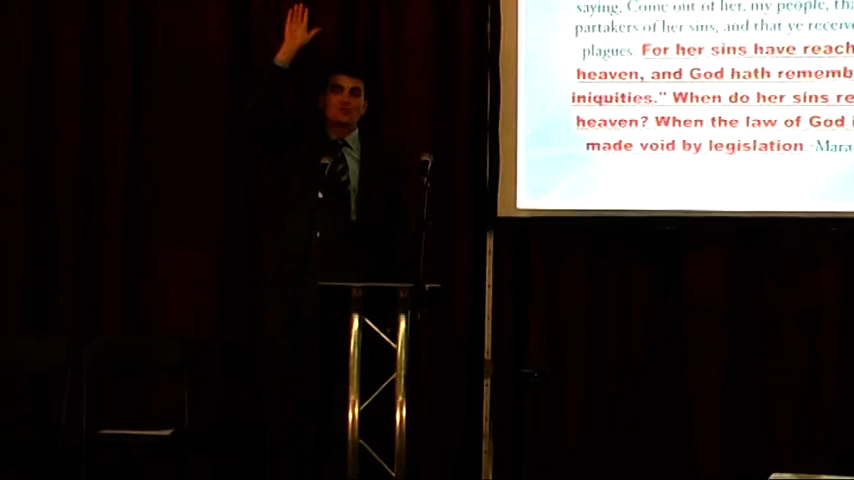 saying, Come out of her, my people, tha
partakers of her sins, and that ye receive
plagues. For her sins have reach
heaven, and God hath rememb
iniquities." When do her sins re
heaven? When the law of God i
made void by legislation -Mara